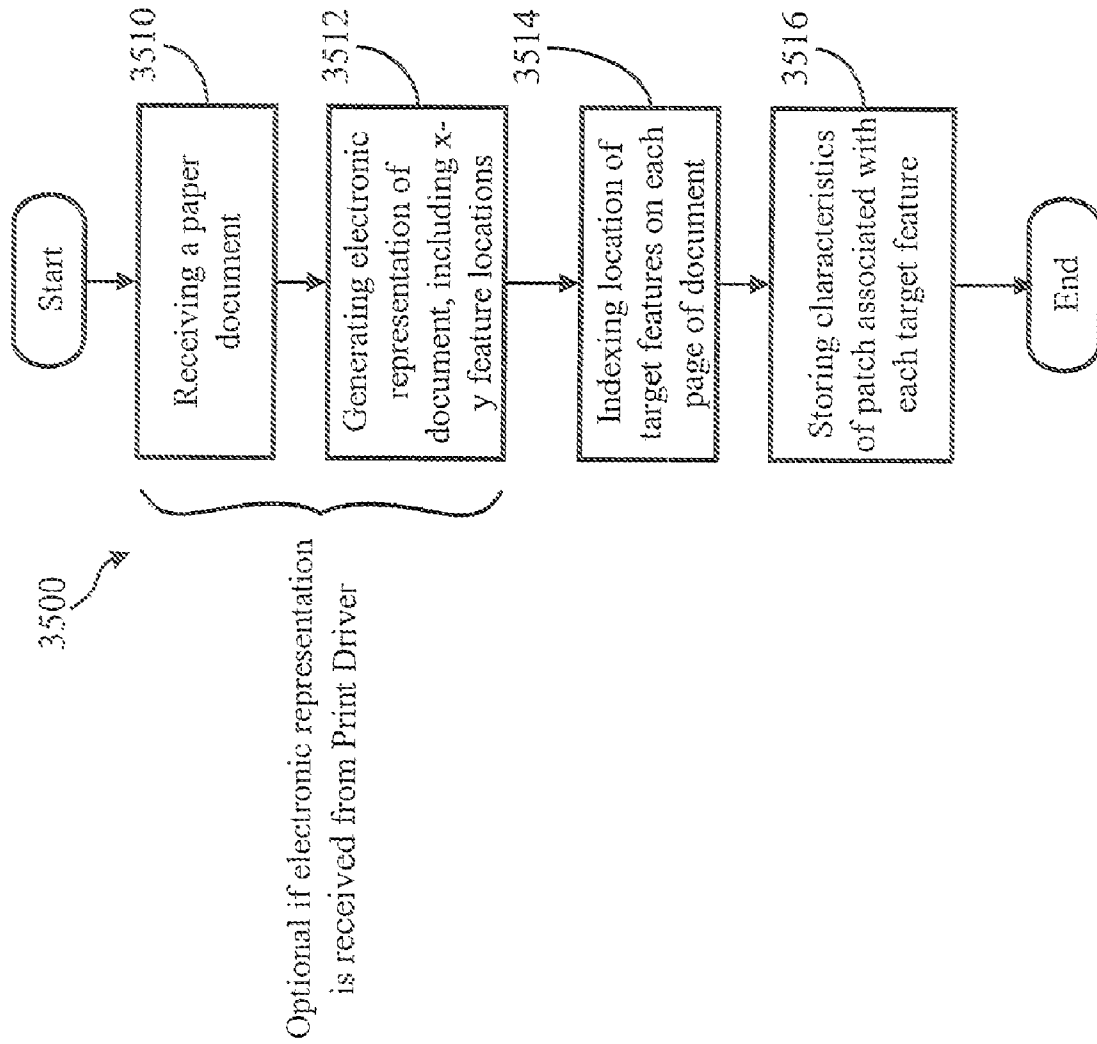 3500
Start
Receiving a paper
document
3510
Optional if electronic representation
is received from Print Driver
Generating electronic
representation of
document, including x-
y feature locations
3512
Indexing location of
target features on each
page of document
3514
Storing characteristics
of patch associated with
each target feature
3516
End